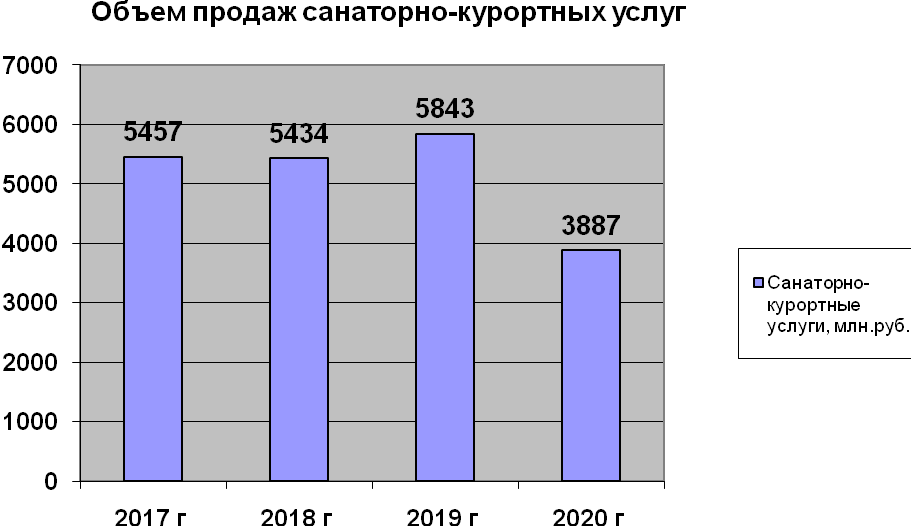 Объем продаж санаторно-курортных услуг
7000
6000
5000
4000
3000
2000
1000
0
5457
5434
5843
3887
2017 г
2018 г
2019 г
2020 г
Санаторно-
курортные
услуги, млн.руб.